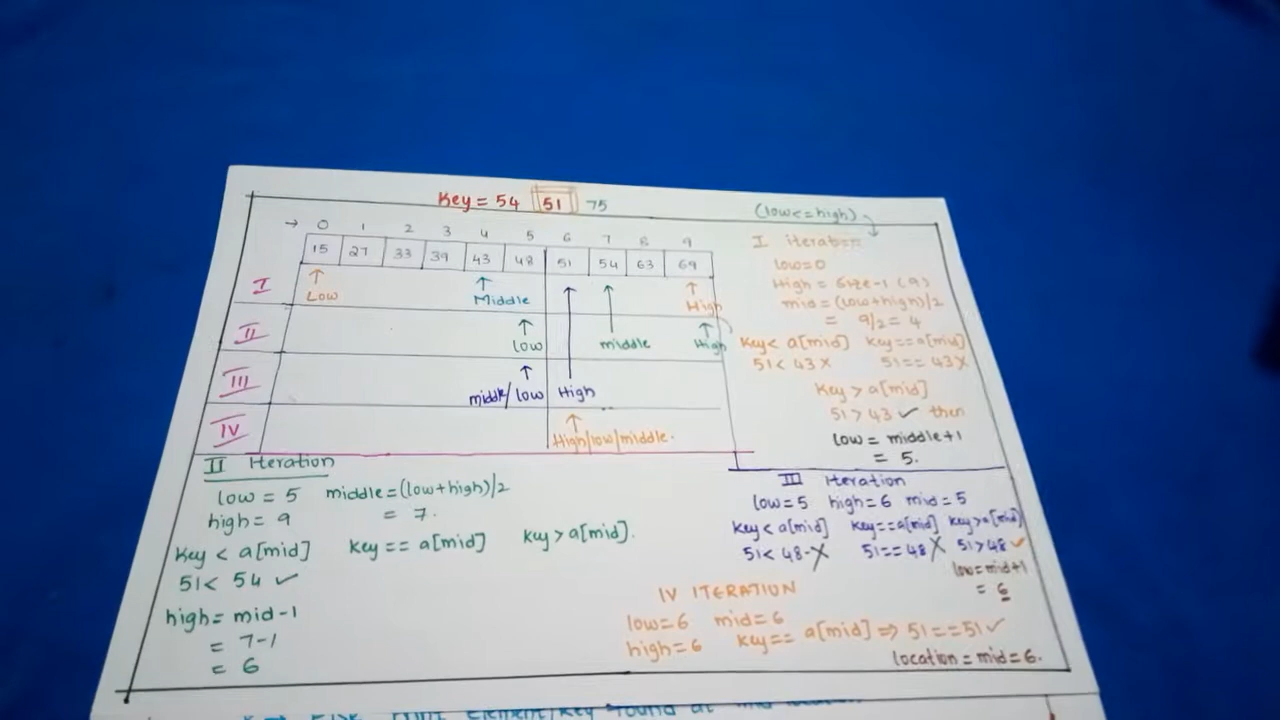 Key = 54 51 75
(low<=high)
→ 0 1 2 3 4 5 6 7 8 9
15 27 33 39 43 48 51 54 63 69
I Low Middle High
II low middle High
III middle/low High
IV High/low/middle.
I iteration
low=0
High = size-1 (9)
mid = (low+high)/2
= 9/2 = 4
Key< a[mid] Key==a[mid]
51< 43 X 51== 43X
Key > a[mid]
51 > 43 ✓ then
low = middle+1
= 5.
II Iteration
low = 5 middle = (low+high)/2
high = 9 = 7.
Key < a[mid] Key == a[mid] Key > a[mid].
51 < 54 ✓
high = mid-1
= 7-1
= 6
III Iteration
low=5 high=6 mid=5
Key < a[mid] Key==a[mid] Key>a[mid]
51< 48-X 51==48 X 51>48 ✓
low=mid+1
= 6
IV ITERATION
low=6 mid=6
high=6 Key== a[mid] ⇒ 51==51 ✓
location=mid=6.